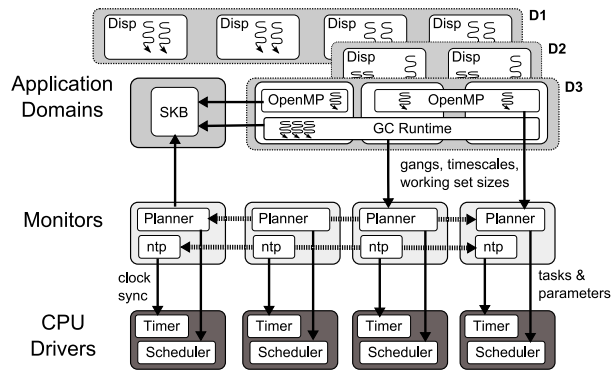 D1
Disp
Disp
Disp
Disp
D2
Disp
Disp
D3
Application
Domains
SKB
OpenMP
OpenMP
GC Runtime
gangs, timescales,
working set sizes
Monitors
Planner
Planner
Planner
Planner
ntp
ntp
ntp
ntp
clock
sync
tasks &
parameters
CPU
Drivers
Timer
Timer
Timer
Timer
Scheduler
Scheduler
Scheduler
Scheduler